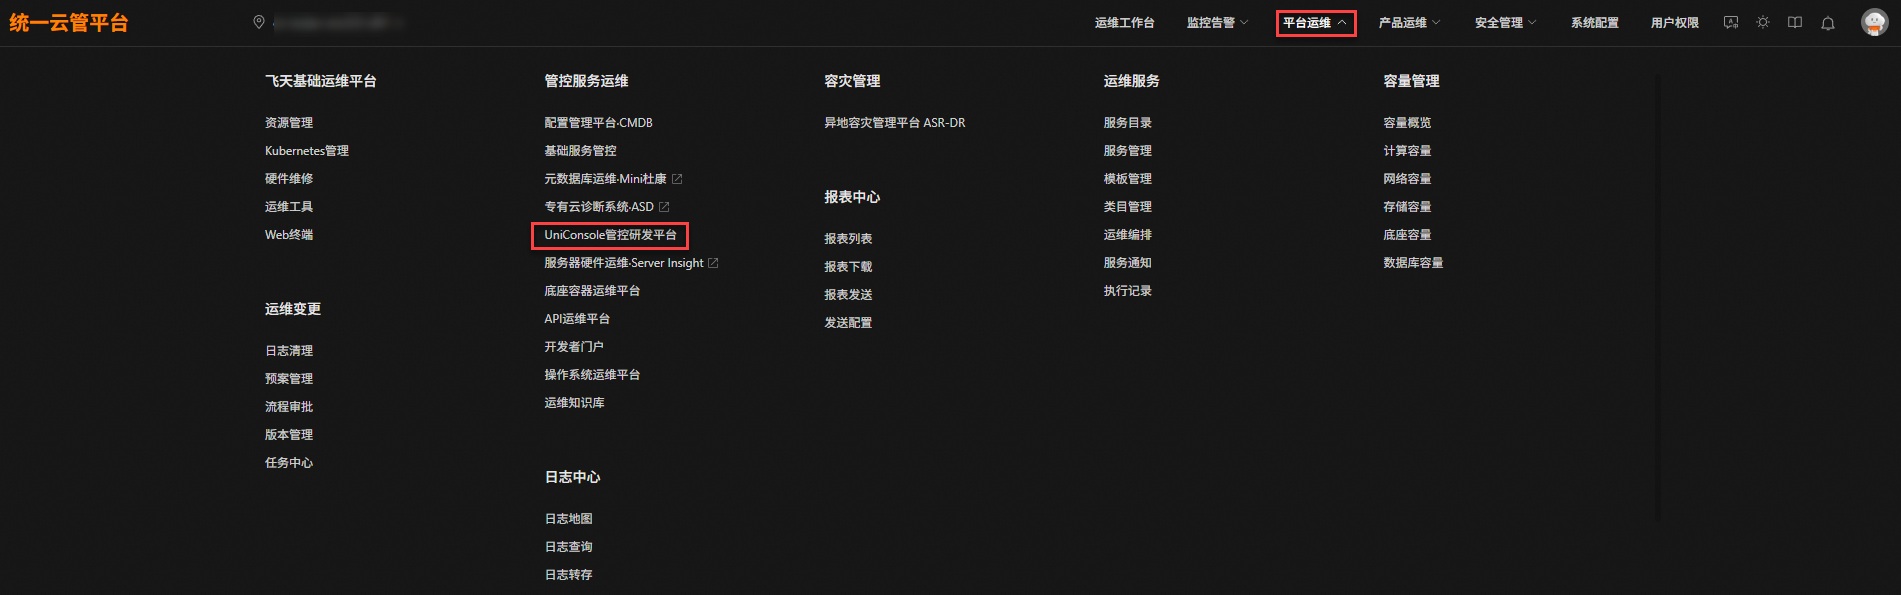 统一云管平台
运维工作台 监控告警 平台运维 产品运维 安全管理 系统配置 用户权限
飞天基础运维平台
资源管理
Kubernetes管理
硬件维修
运维工具
Web终端
运维变更
日志清理
预案管理
流程审批
版本管理
任务中心
管控服务运维
配置管理平台·CMDB
基础服务管控
元数据库运维·Mini杜康
专有云诊断系统·ASD
UniConsole管控研发平台
服务器硬件运维·Server Insight
底座容器运维平台
API运维平台
开发者门户
操作系统运维平台
运维知识库
日志中心
日志地图
日志查询
日志转存
容灾管理
异地容灾管理平台 ASR-DR
报表中心
报表列表
报表下载
报表发送
发送配置
运维服务
服务目录
服务管理
模板管理
类目管理
运维编排
服务通知
执行记录
容量管理
容量概览
计算容量
网络容量
存储容量
底座容量
数据库容量